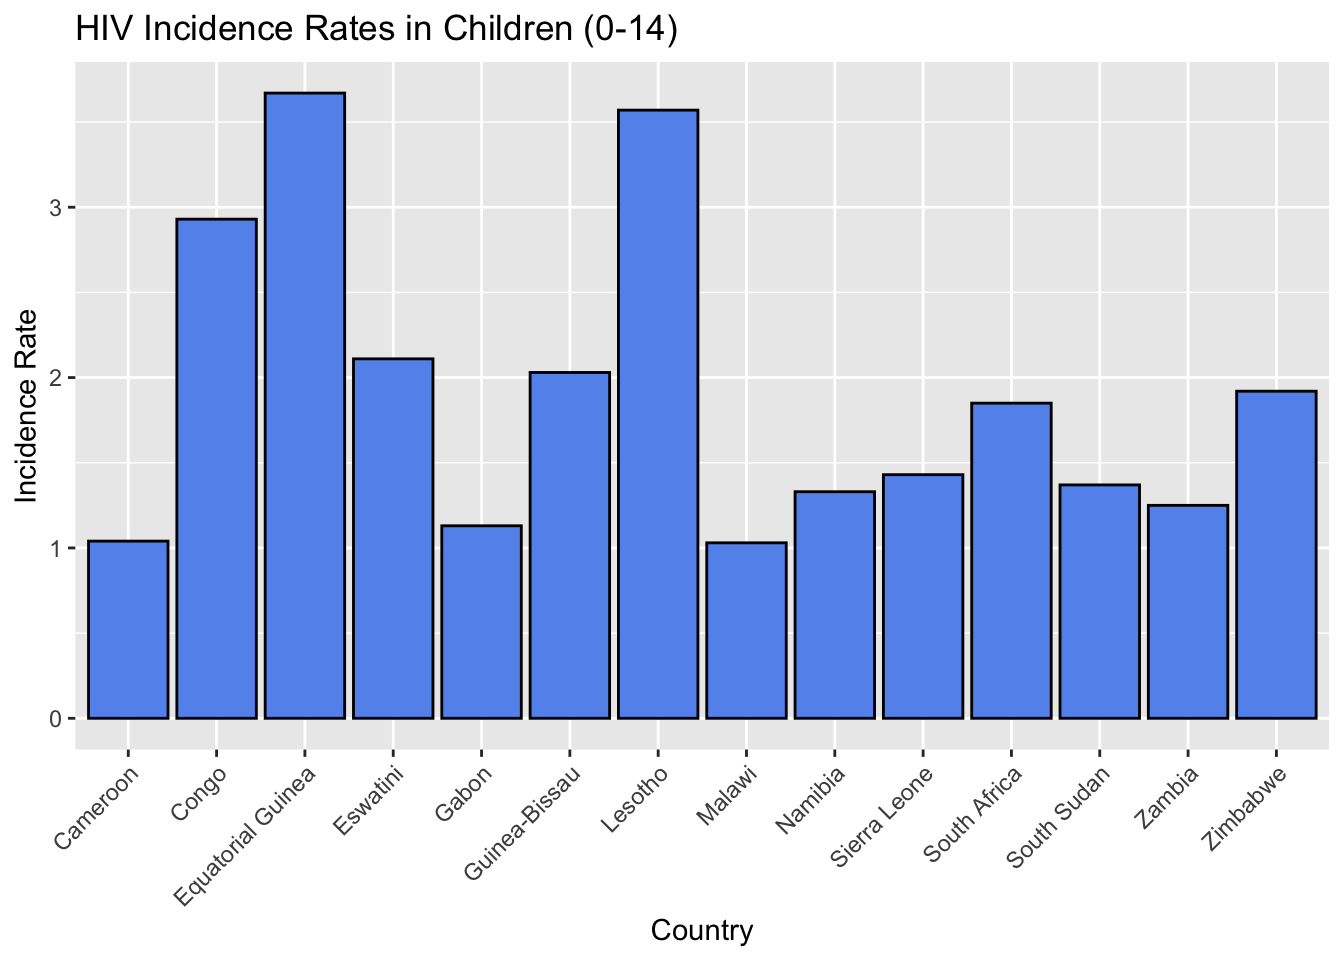 HIV Incidence Rates in Children (0-14)
Incidence Rate
3
2
1
0
Cameroon
Congo
Equatorial Guinea
Eswatini
Gabon
Guinea-Bissau
Lesotho
Malawi
Namibia
Sierra Leone
South Africa
South Sudan
Zambia
Zimbabwe
Country